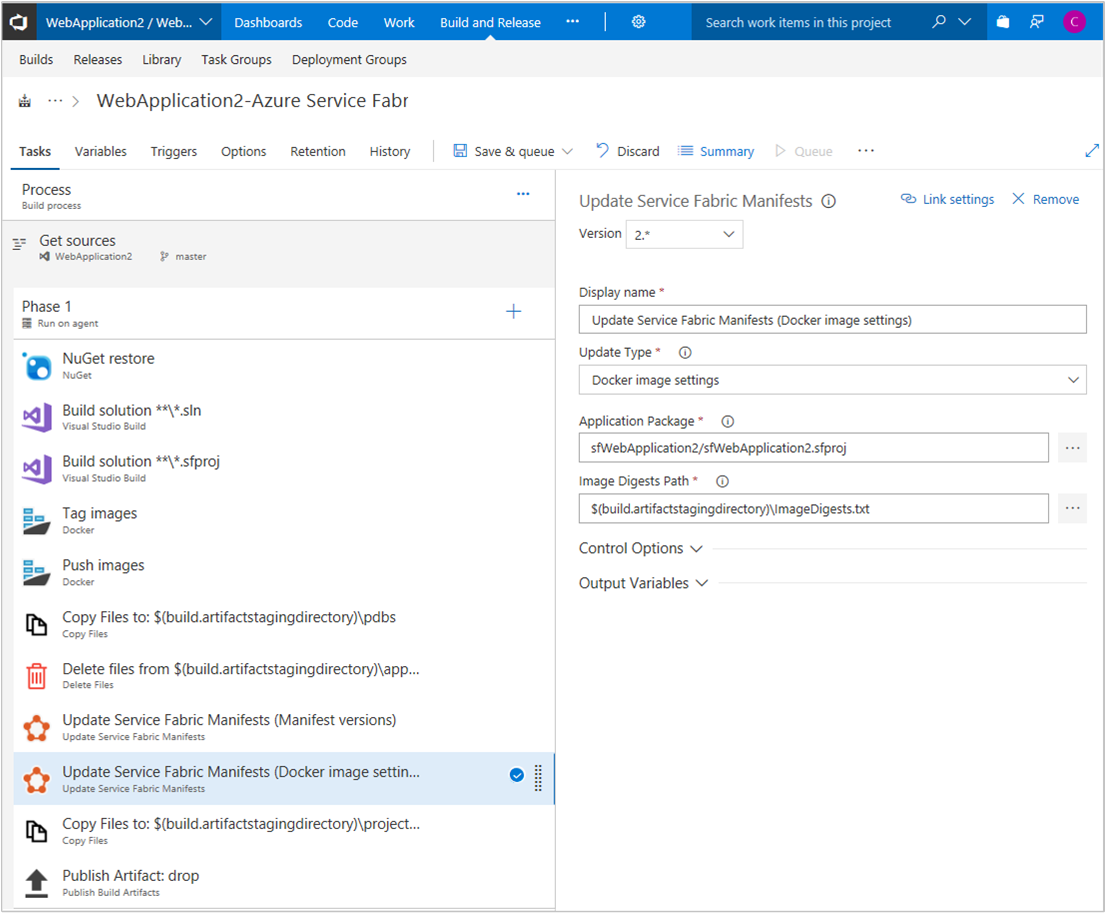 WebApplication2 / Web... Dashboards Code Work Build and Release ... Search work items in this project C
Builds Releases Library Task Groups Deployment Groups
... > WebApplication2-Azure Service Fabr
Tasks Variables Triggers Options Retention History Save & queue Discard Summary Queue ...
Process ...
Build process
Get sources
WebApplication2 master
Phase 1
Run on agent
NuGet restore
NuGet
Build solution **\*.sln
Visual Studio Build
Build solution **\*.sfproj
Visual Studio Build
Tag images
Docker
Push images
Docker
Copy Files to: $(build.artifactstagingdirectory)\pdbs
Copy Files
Delete files from $(build.artifactstagingdirectory)\app...
Delete Files
Update Service Fabric Manifests (Manifest versions)
Update Service Fabric Manifests
Update Service Fabric Manifests (Docker image settin...
Update Service Fabric Manifests
Copy Files to: $(build.artifactstagingdirectory)\project...
Copy Files
Publish Artifact: drop
Publish Build Artifacts
Update Service Fabric Manifests Link settings Remove
Version 2.*
Display name *
Update Service Fabric Manifests (Docker image settings)
Update Type *
Docker image settings
Application Package *
sfWebApplication2/sfWebApplication2.sfproj ...
Image Digests Path *
$(build.artifactstagingdirectory)\ImageDigests.txt ...
Control Options
Output Variables